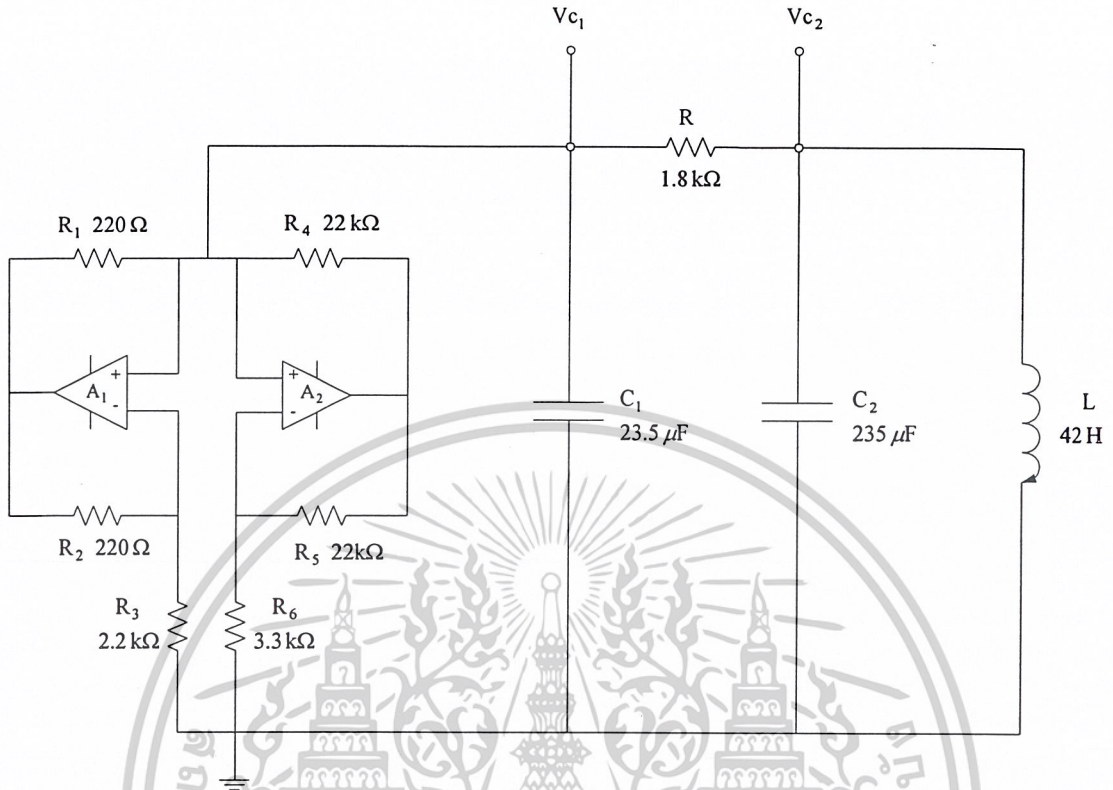 Vc₁
Vc₂
R
1.8 kΩ
R₁ 220 Ω
R₄ 22 kΩ
+
A₁
-
+
A₂
-
C₁
23.5 μF
C₂
235 μF
L
42 H
R₂ 220 Ω
R₅ 22kΩ
R₃
2.2 kΩ
R₆
3.3 kΩ